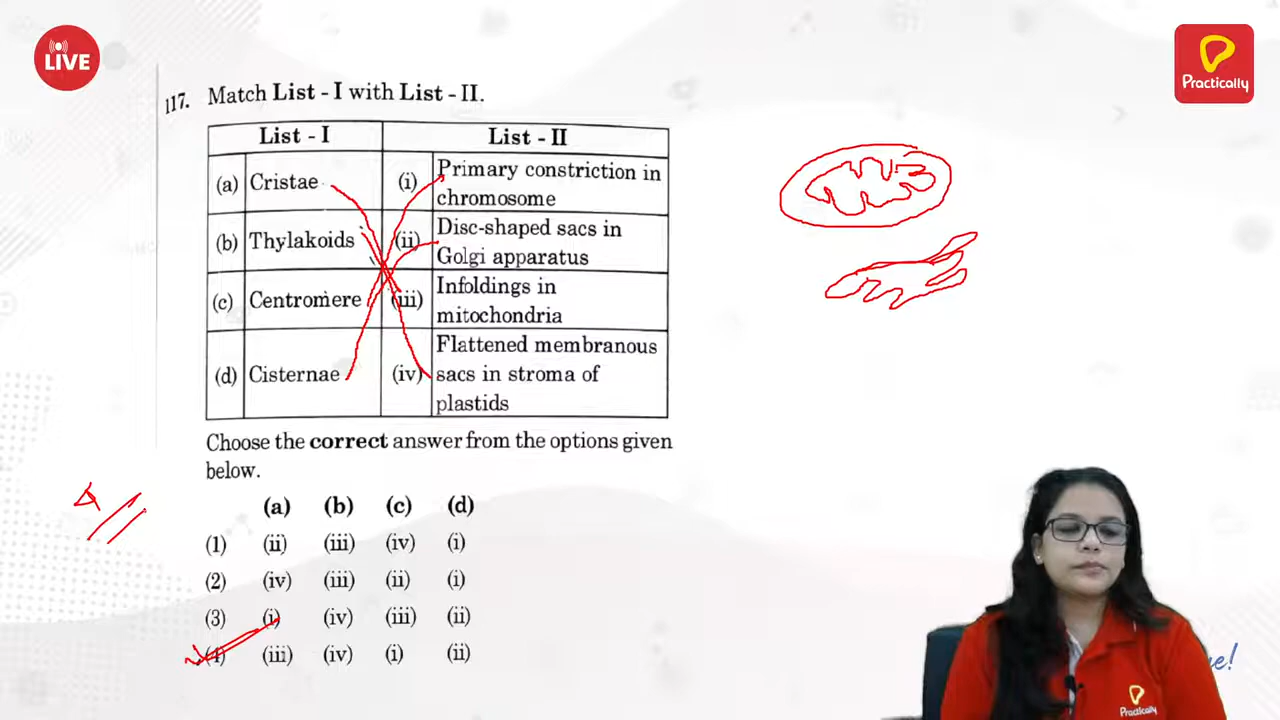 LIVE
Practically
117. Match List - I with List - II.
List - I List - II
(a) Cristae (i) Primary constriction in chromosome
(b) Thylakoids (ii) Disc-shaped sacs in Golgi apparatus
(c) Centromere (iii) Infoldings in mitochondria
(d) Cisternae (iv) Flattened membranous sacs in stroma of plastids
Choose the correct answer from the options given
below.
(a) (b) (c) (d)
(1) (ii) (iii) (iv) (i)
(2) (iv) (iii) (ii) (i)
(3) (i) (iv) (iii) (ii)
(4) (iii) (iv) (i) (ii)
Practically